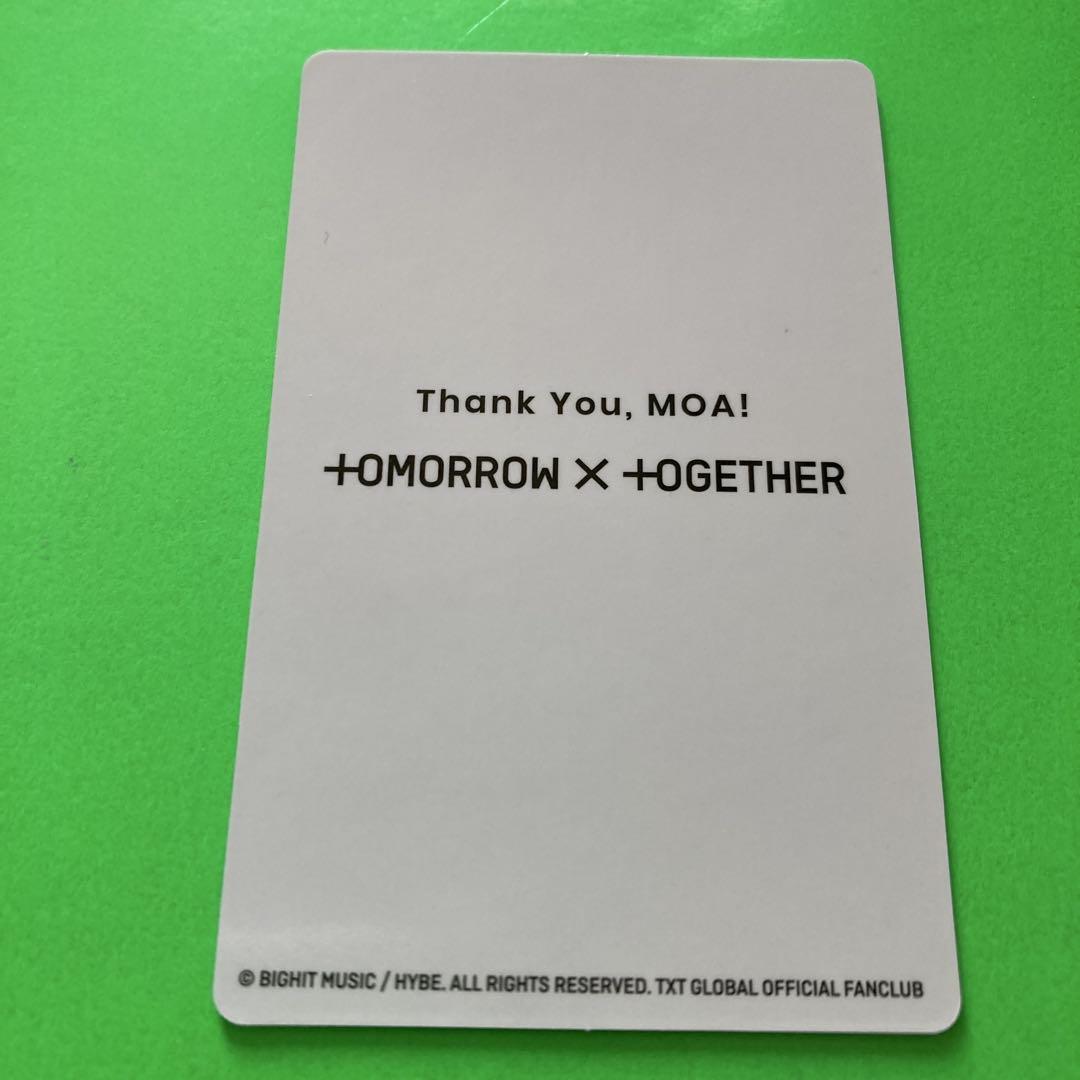 Thank You, MOA!
TOMORROW X TOGETHER
© BIGHIT MUSIC / HYBE. ALL RIGHTS RESERVED. TXT GLOBAL OFFICIAL FANCLUB